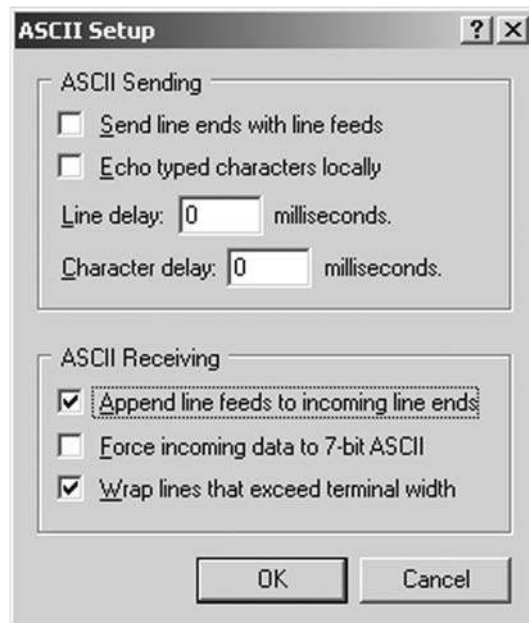 ASCII Setup ? X
ASCII Sending
Send line ends with line feeds
Echo typed characters locally
Line delay: 0 milliseconds.
Character delay: 0 milliseconds.
ASCII Receiving
Append line feeds to incoming line ends
Force incoming data to 7-bit ASCII
Wrap lines that exceed terminal width
OK Cancel